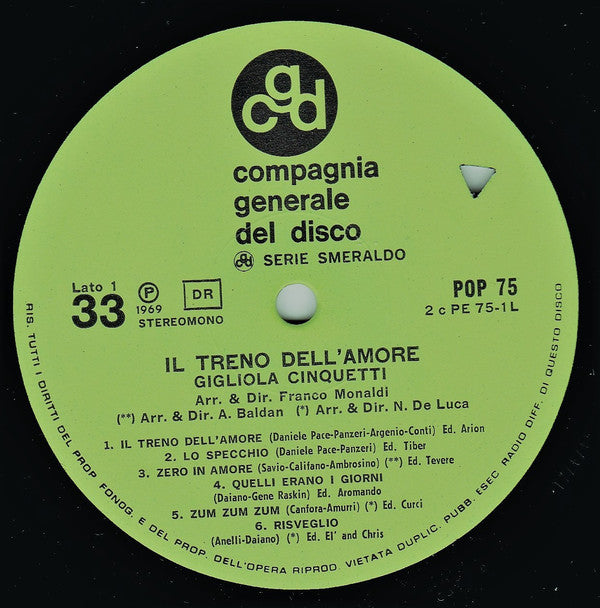 cgd
compagnia
generale
del disco
cgd SERIE SMERALDO
Lato 1
33
P
1969
DR
STEREOMONO
POP 75
2 c PE 75-1 L
IL TRENO DELL'AMORE
GIGLIOLA CINQUETTI
Arr. & Dir. Franco Monaldi
(**) Arr. & Dir. A. Baldan (*) Arr. & Dir. N. De Luca
1. IL TRENO DELL'AMORE (Daniele Pace-Panzeri-Argenio-Conti) Ed. Arion
2. LO SPECCHIO (Daniele Pace-Panzeri) Ed. Tiber
3. ZERO IN AMORE (Savio-Califano-Ambrosino) (**) Ed. Tevere
4. QUELLI ERANO I GIORNI
(Daiano-Gene Raskin) Ed. Aromando
5. ZUM ZUM ZUM (Canfora-Amurri) (*) Ed. Curci
6. RISVEGLIO
(Anelli-Daiano) (*) Ed. El' and Chris
RIS. TUTTI I DIRITTI DEL PROP. FONOG. E DEL PROP. DELL'OPERA RIPROD. VIETATA DUPLIC. PUBB. ESEC RADIO DIFF. DI QUESTO DISCO